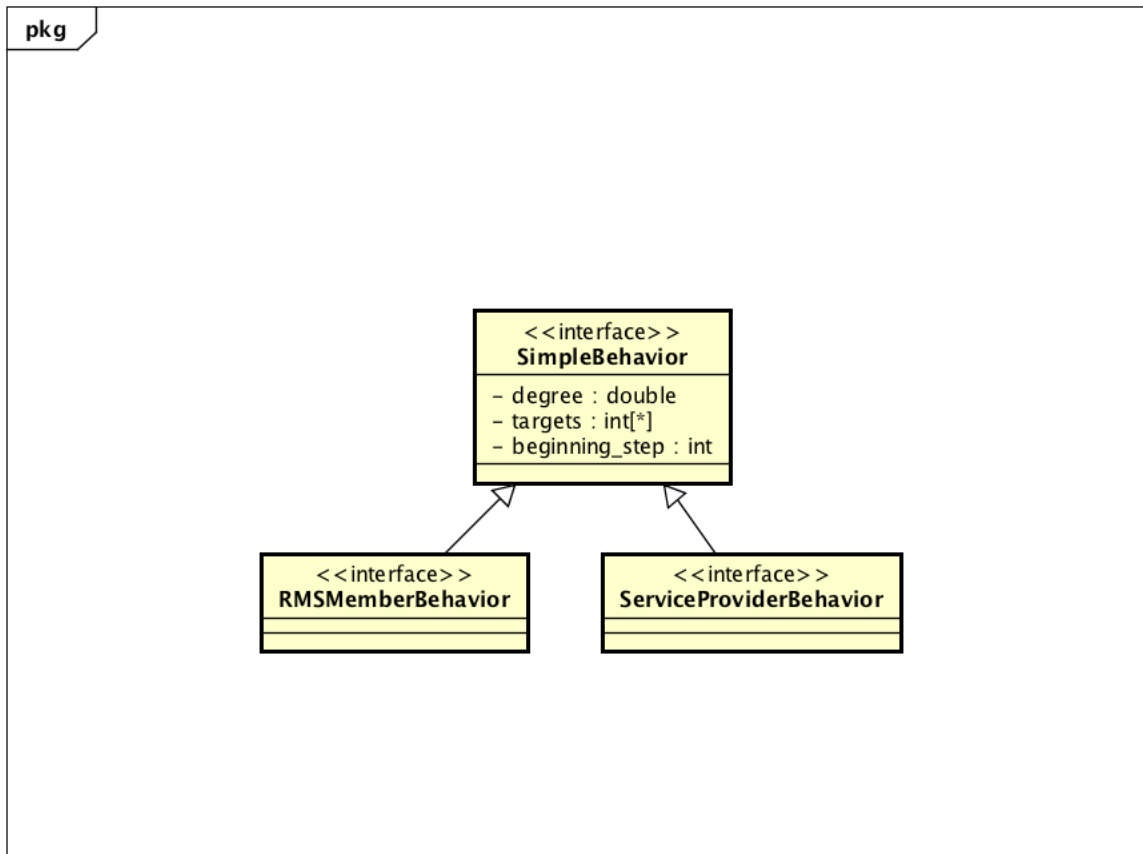 pkg
<<interface>>
SimpleBehavior
- degree : double
- targets : int[*]
- beginning_step : int
<<interface>>
RMSMemberBehavior
<<interface>>
ServiceProviderBehavior